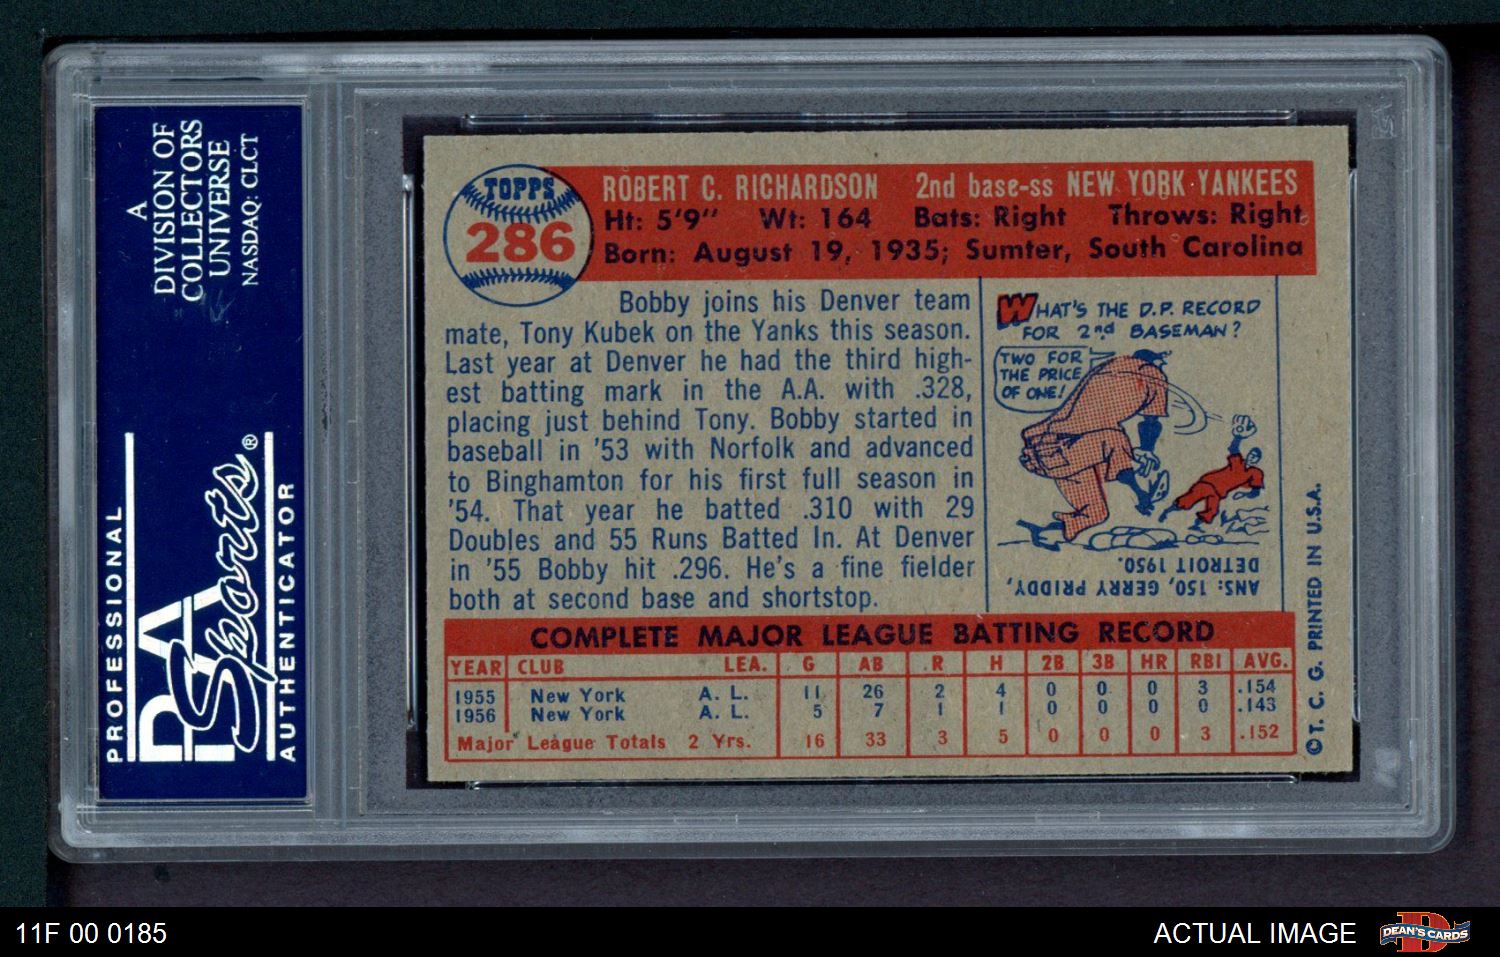 A
DIVISION OF
COLLECTORS
UNIVERSE
NASDAQ: CLCT
PROFESSIONAL
PSA
Sports®
AUTHENTICATOR
TOPPS
286
ROBERT C. RICHARDSON 2nd base-ss NEW YORK YANKEES
Ht: 5'9" Wt: 164 Bats: Right Throws: Right
Born: August 19, 1935; Sumter, South Carolina
Bobby joins his Denver team
mate, Tony Kubek on the Yanks this season.
Last year at Denver he had the third high-
est batting mark in the A.A. with .328,
placing just behind Tony. Bobby started in
baseball in '53 with Norfolk and advanced
to Binghamton for his first full season in
'54. That year he batted .310 with 29
Doubles and 55 Runs Batted In. At Denver
in '55 Bobby hit .296. He's a fine fielder
both at second base and shortstop.
WHAT'S THE D.P. RECORD
FOR 2nd BASEMAN?
TWO FOR
THE PRICE
OF ONE!
ANS: 150, GERRY PRIDDY,
DETROIT 1950.
©T. C. G. PRINTED IN U.S.A.
COMPLETE MAJOR LEAGUE BATTING RECORD
YEAR CLUB LEA. G AB R H 2B 3B HR RBI AVG.
1955 New York A. L. 11 26 2 4 0 0 0 3 .154
1956 New York A. L. 5 7 1 1 0 0 0 0 .143
Major League Totals 2 Yrs. 16 33 3 5 0 0 0 3 .152
11F 00 0185
ACTUAL IMAGE
DEAN'S CARDS